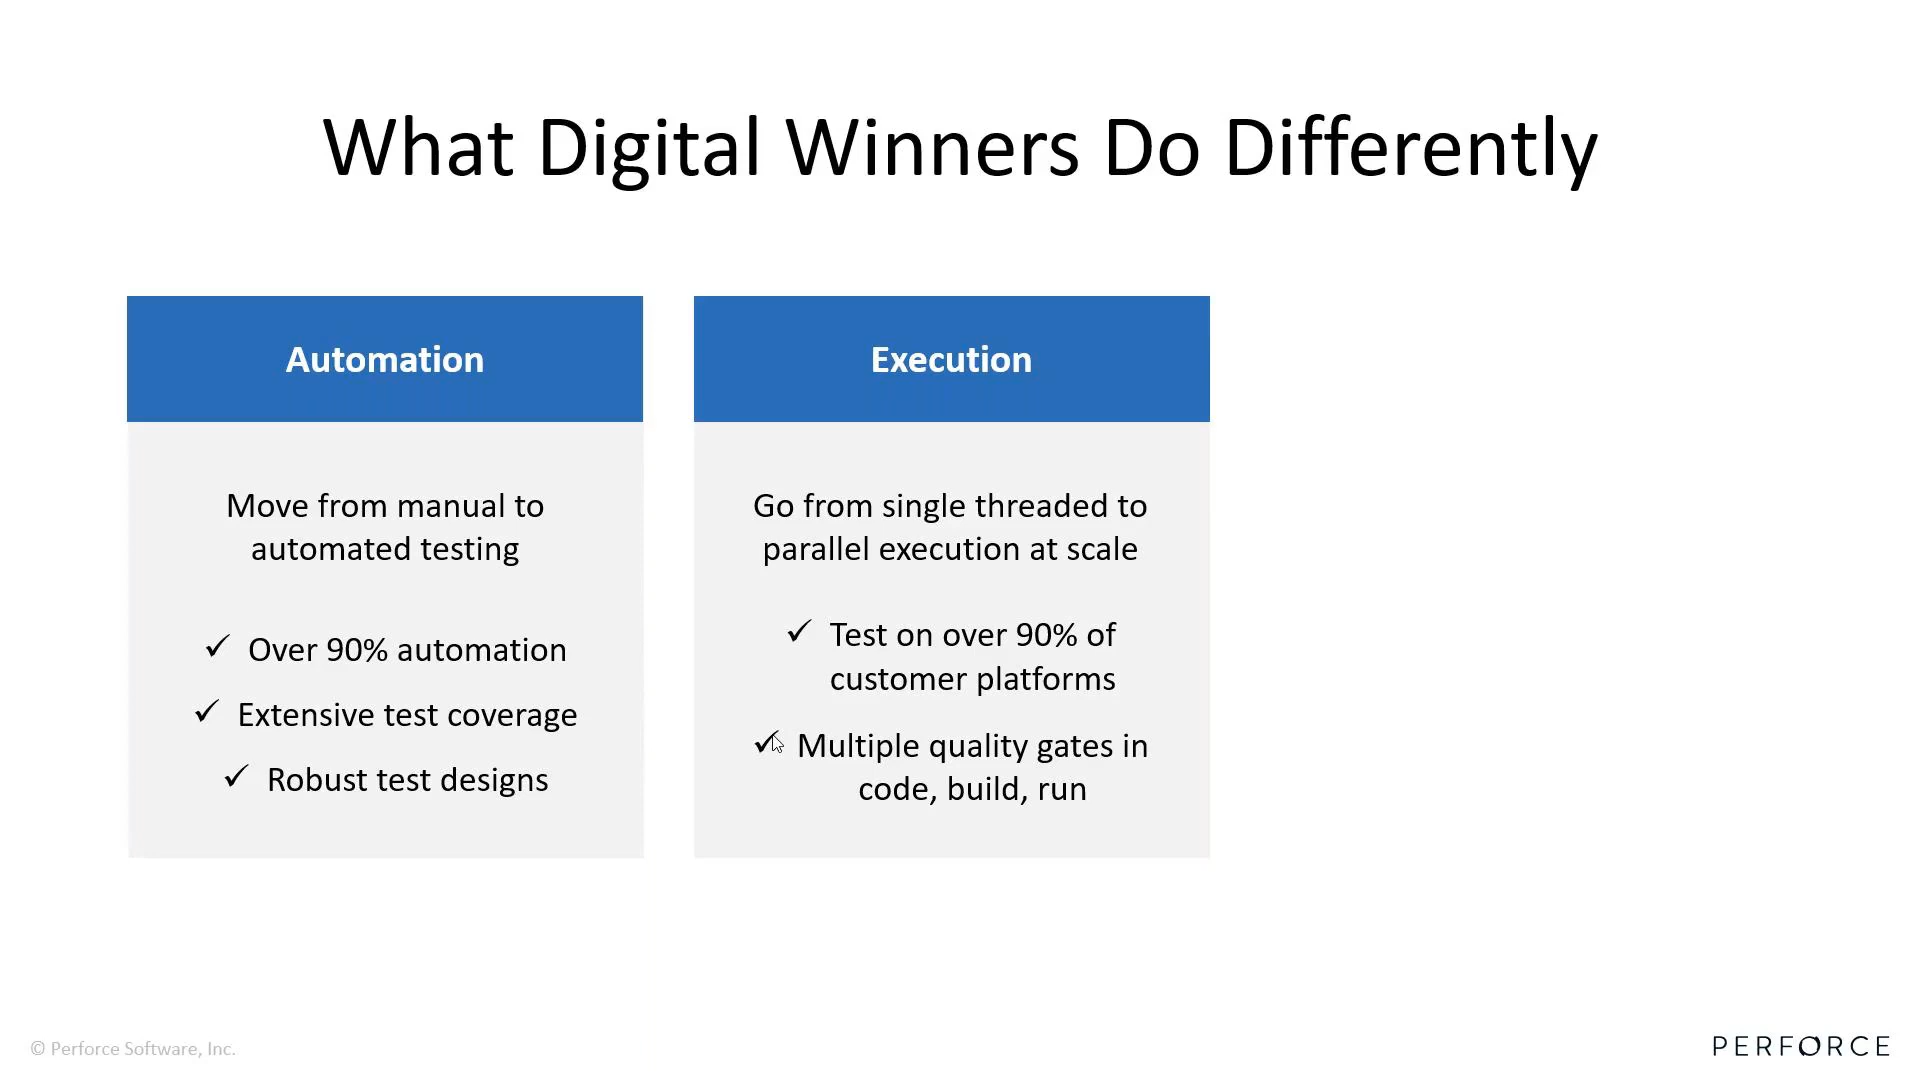 What Digital Winners Do Differently
Automation
Move from manual to
automated testing
✓ Over 90% automation
✓ Extensive test coverage
✓ Robust test designs
Execution
Go from single threaded to
parallel execution at scale
✓ Test on over 90% of
customer platforms
✓ Multiple quality gates in
code, build, run
© Perforce Software, Inc.
PERFORCE